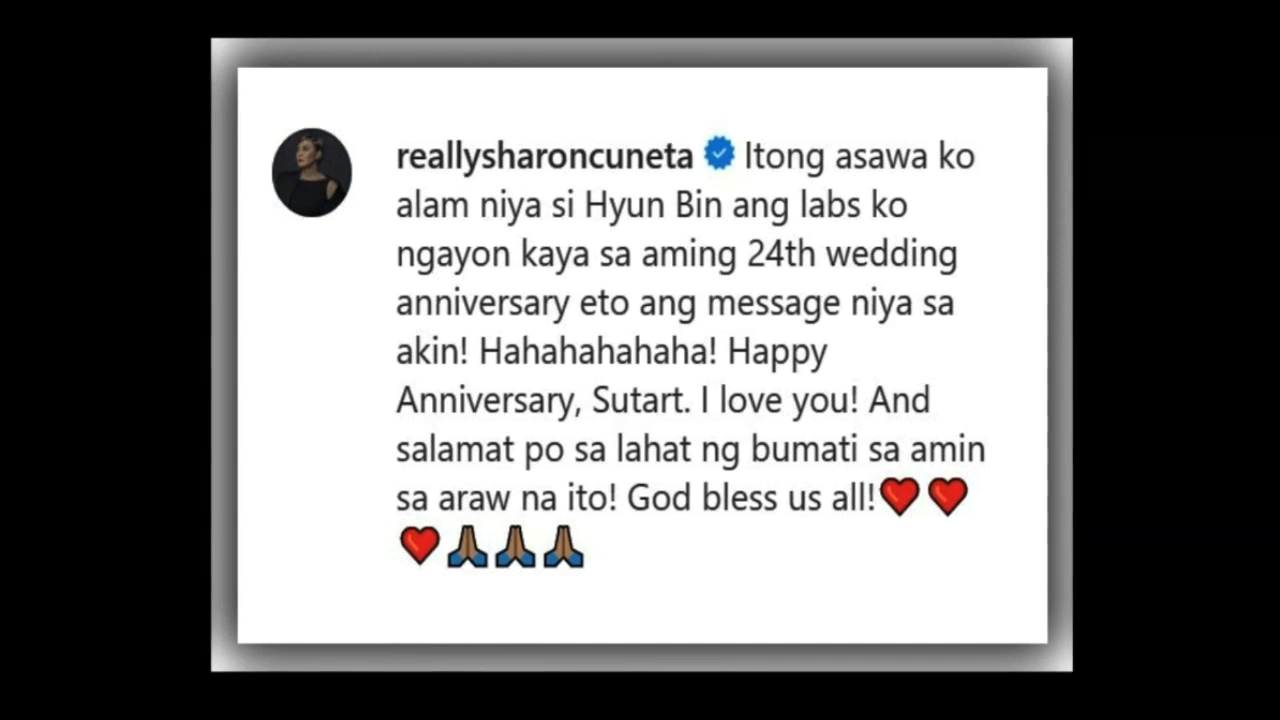 reallysharoncuneta Itong asawa ko
alam niya si Hyun Bin ang labs ko
ngayon kaya sa aming 24th wedding
anniversary eto ang message niya sa
akin! Hahahahahaha! Happy
Anniversary, Sutart. I love you! And
salamat po sa lahat ng bumati sa amin
sa araw na ito! God bless us all!❤️❤️
❤️🙏🏾🙏🏾🙏🏾